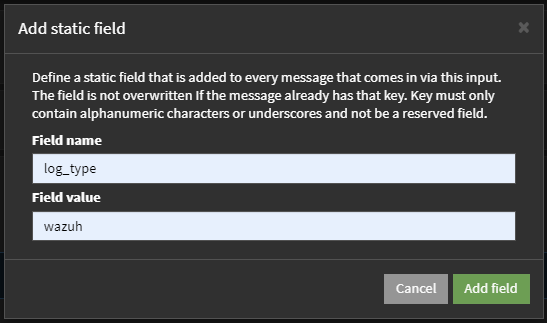 Add static field
×
Define a static field that is added to every message that comes in via this input.
The field is not overwritten If the message already has that key. Key must only
contain alphanumeric characters or underscores and not be a reserved field.
Field name
log_type
Field value
wazuh
Cancel Add field